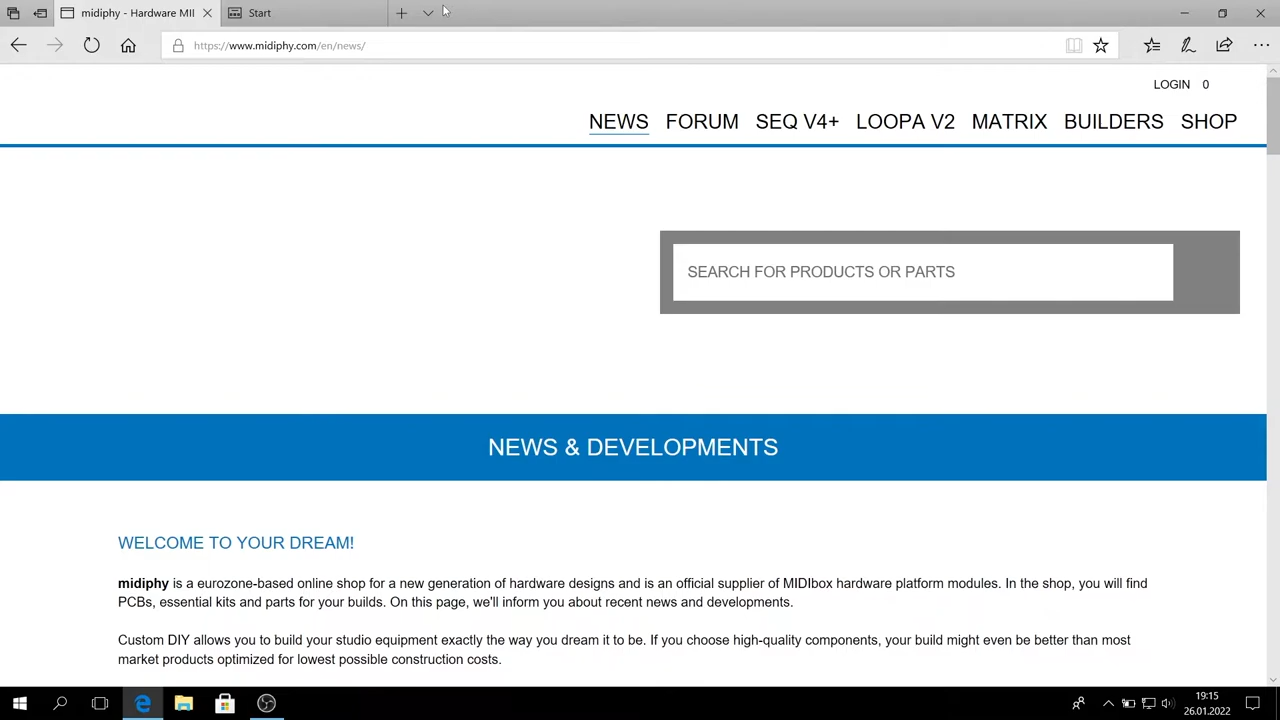 midiphy - Hardware MII
Start
https://www.midiphy.com/en/news/
LOGIN 0
NEWS FORUM SEQ V4+ LOOPA V2 MATRIX BUILDERS SHOP
SEARCH FOR PRODUCTS OR PARTS
NEWS & DEVELOPMENTS
WELCOME TO YOUR DREAM!
midiphy is a eurozone-based online shop for a new generation of hardware designs and is an official supplier of MIDIbox hardware platform modules. In the shop, you will find
PCBs, essential kits and parts for your builds. On this page, we'll inform you about recent news and developments.
Custom DIY allows you to build your studio equipment exactly the way you dream it to be. If you choose high-quality components, your build might even be better than most
market products optimized for lowest possible construction costs.
19:15
26.01.2022